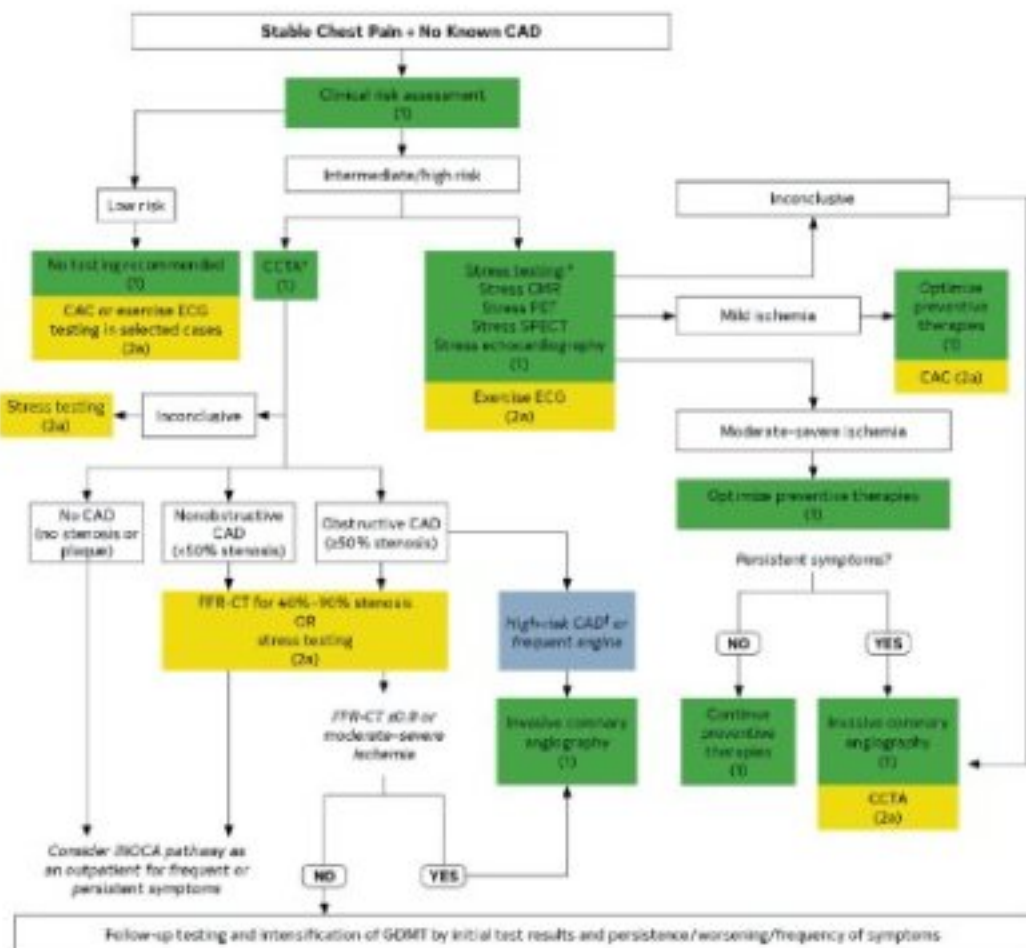 Stable Chest Pain + No Known CAD
Clinical risk assessment
(1)
Intermediate/high risk
Low risk
Inconclusive
No testing recommended
(1)
CAC or exercise ECG
testing in selected cases
(2a)
CCTA*
(1)
Stress testing
Stress CMR
Stress PET
Stress SPECT
Stress echocardiography
(1)
Exercise ECG
(2a)
Mild ischemia
Optimize
preventive
therapies
(1)
CAC (2a)
Stress testing
(2a)
Inconclusive
Moderate-severe ischemia
Optimize preventive therapies
(1)
No CAD
(no stenosis or
plaque)
Nonobstructive
CAD
(<50% stenosis)
Obstructive CAD
(≥50% stenosis)
Persistent symptoms?
FFR-CT for 40%-90% stenosis
OR
stress testing
(2a)
High-risk CAD† or
frequent engine
NO
YES
FFR-CT ≤0.8 or
moderate-severe
ischemia
Invasive coronary
angiography
(1)
Continue
preventive
therapies
(1)
Invasive coronary
angiography
(1)
CCTA
(2a)
Consider INOCA pathway as
an outpatient for frequent or
persistent symptoms
NO
YES
Follow-up testing and intensification of GDMT by initial test results and persistence/worsening/frequency of symptoms